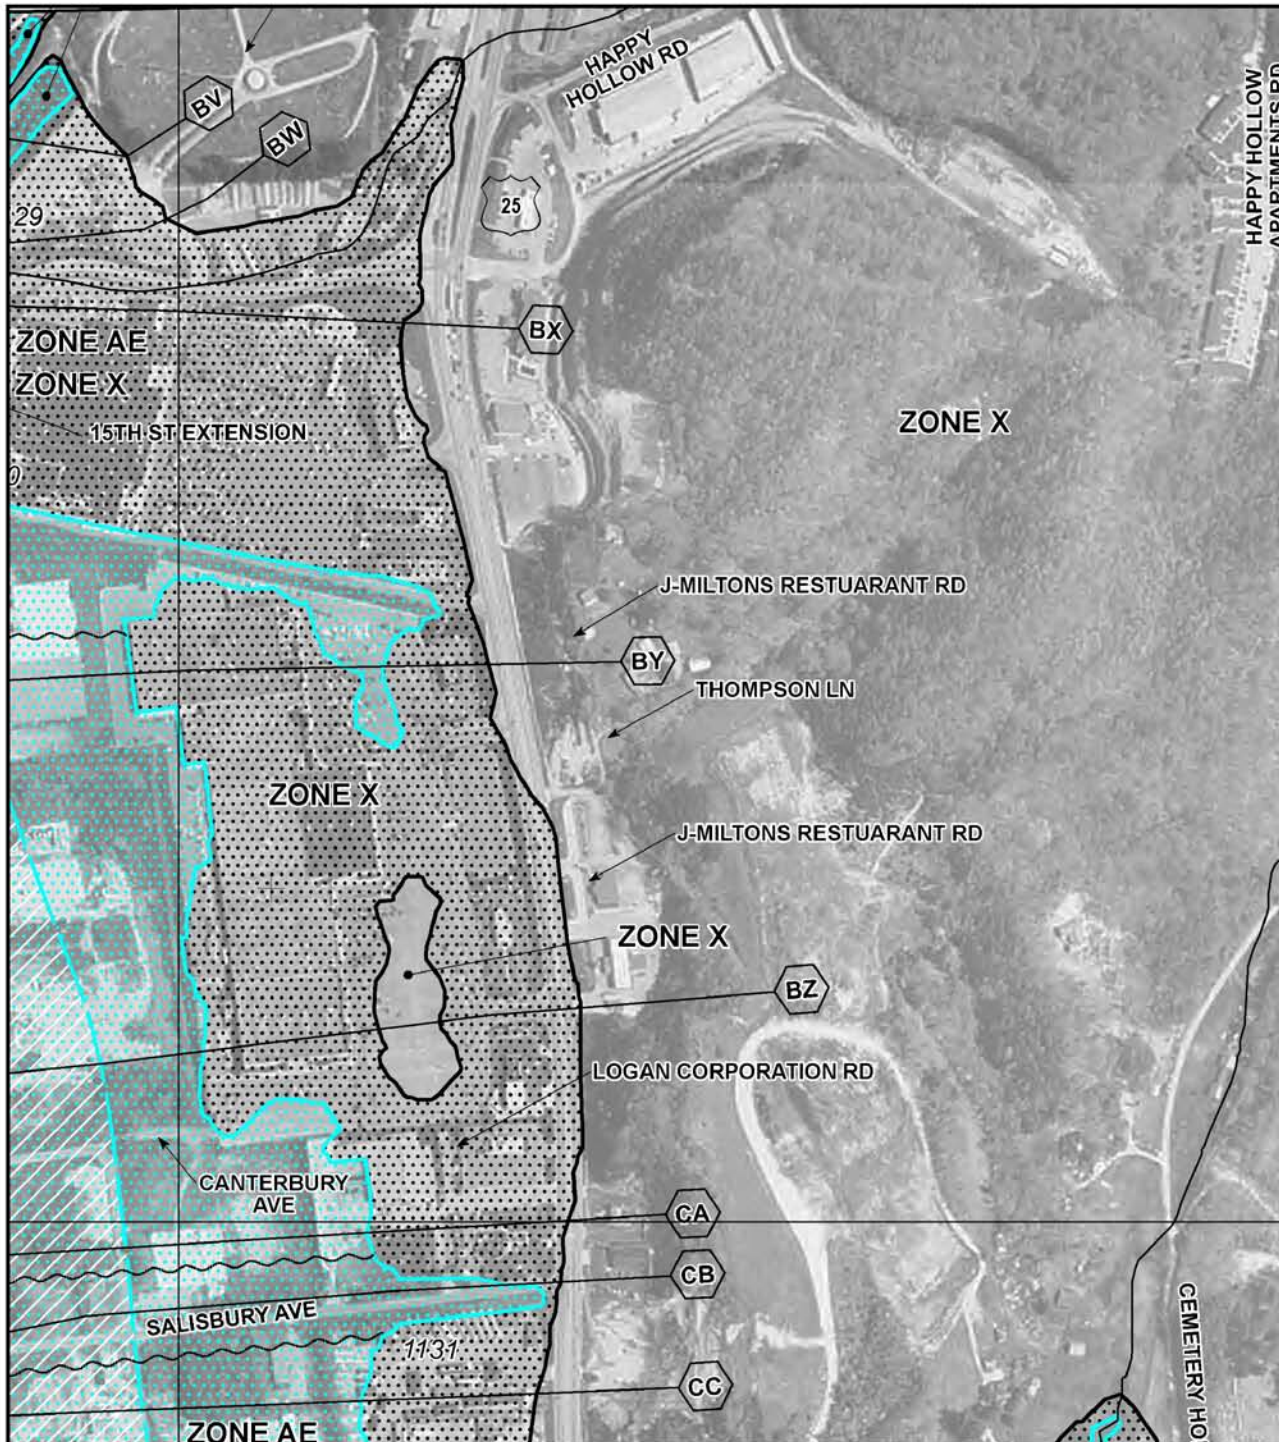 HAPPY
HOLLOW RD
HAPPY HOLLOW
APARTMENTS RD
BV
BW
25
29
BX
ZONE AE
ZONE X
ZONE X
15TH ST EXTENSION
0
J-MILTONS RESTUARANT RD
BY
THOMPSON LN
ZONE X
J-MILTONS RESTUARANT RD
ZONE X
BZ
LOGAN CORPORATION RD
CANTERBURY
AVE
CA
CB
SALISBURY AVE
1131
CEMETERY HO
CC
ZONE AE